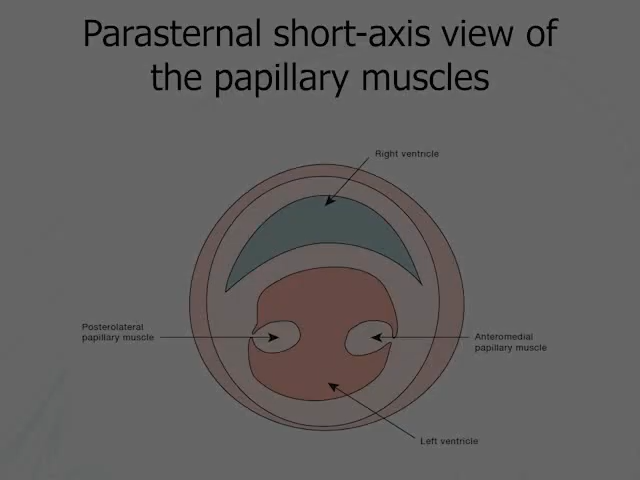 Parasternal short-axis view of
the papillary muscles
Right ventricle
Posterolateral
papillary muscle
Anteromedial
papillary muscle
Left ventricle